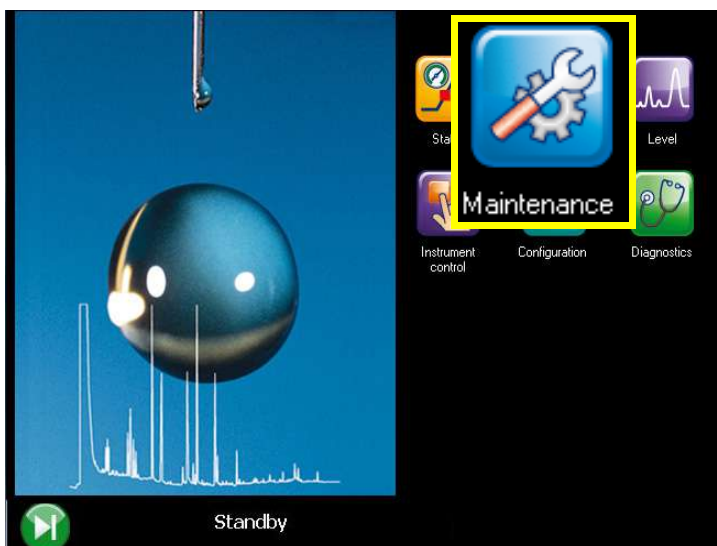 Maintenance
Level
Instrument
control
Configuration
Diagnostics
Standby